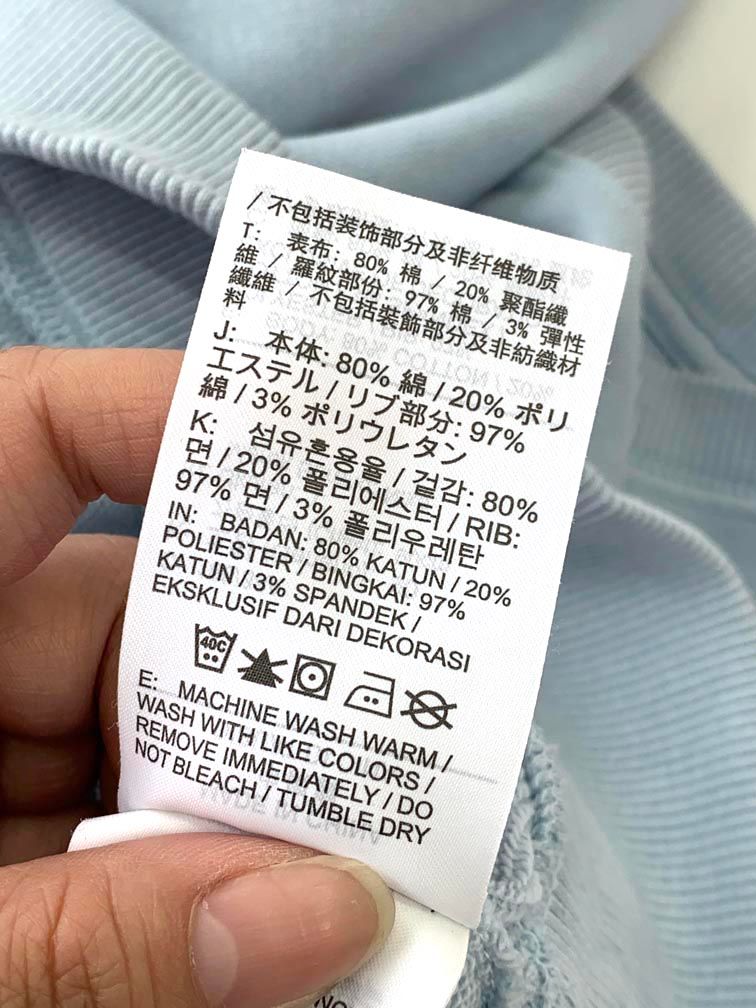 / 不包括装饰部分及非纤维物质
T: 表布: 80% 棉 / 20% 聚酯纖
維 / 羅紋部份: 97% 棉 / 3% 彈性
纖維 / 不包括裝飾部分及非紡織材
料
J: 本体: 80% 綿 / 20% ポリ
エステル / リブ部分: 97%
綿 / 3% ポリウレタン
K: 섬유혼용율 / 겉감: 80%
면 / 20% 폴리에스터 / RIB:
97% 면 / 3% 폴리우레탄
IN: BADAN: 80% KATUN / 20%
POLIESTER / BINGKAI: 97%
KATUN / 3% SPANDEK /
EKSKLUSIF DARI DEKORASI
40C
E: MACHINE WASH WARM /
WASH WITH LIKE COLORS /
REMOVE IMMEDIATELY / DO
NOT BLEACH / TUMBLE DRY